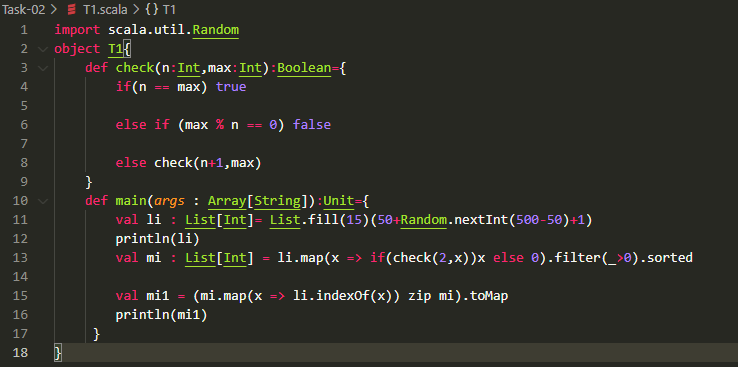 Task-02 > T1.scala > {} T1
1 import scala.util.Random
2 object T1{
3 def check(n:Int,max:Int):Boolean={
4 if(n == max) true
5
6 else if (max % n == 0) false
7
8 else check(n+1,max)
9 }
10 def main(args : Array[String]):Unit={
11 val li : List[Int]= List.fill(15)(50+Random.nextInt(500-50)+1)
12 println(li)
13 val mi : List[Int] = li.map(x => if(check(2,x))x else 0).filter(_>0).sorted
14
15 val mi1 = (mi.map(x => li.indexOf(x)) zip mi).toMap
16 println(mi1)
17 }
18 }